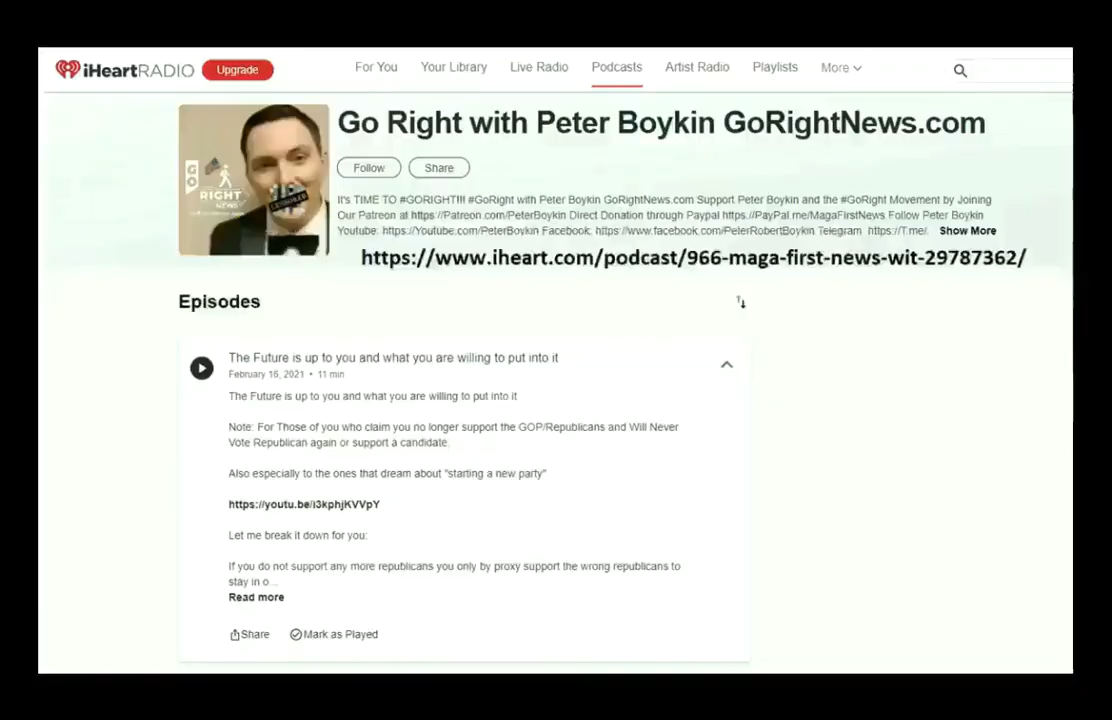 iHeartRADIO Upgrade For You Your Library Live Radio Podcasts Artist Radio Playlists More
Go Right with Peter Boykin GoRightNews.com
GO
RIGHT
NEWS
Follow Share
It's TIME TO #GORIGHT!!! #GoRight with Peter Boykin GoRightNews.com Support Peter Boykin and the #GoRight Movement by Joining
Our Patreon at https://Patreon.com/PeterBoykin Direct Donation through Paypal https://PayPal.me/MagaFirstNews Follow Peter Boykin
Youtube: https://Youtube.com/PeterBoykin Facebook: https://www.facebook.com/PeterRobertBoykin Telegram https://T.me/. Show More
https://www.iheart.com/podcast/966-maga-first-news-wit-29787362/
Episodes
The Future is up to you and what you are willing to put into it
February 16, 2021 • 11 min
The Future is up to you and what you are willing to put into it
Note: For Those of you who claim you no longer support the GOP/Republicans and Will Never
Vote Republican again or support a candidate.
Also especially to the ones that dream about "starting a new party"
https://youtu.be/i3kphjKVVpY
Let me break it down for you:
If you do not support any more republicans you only by proxy support the wrong republicans to
stay in o...
Read more
Share Mark as Played